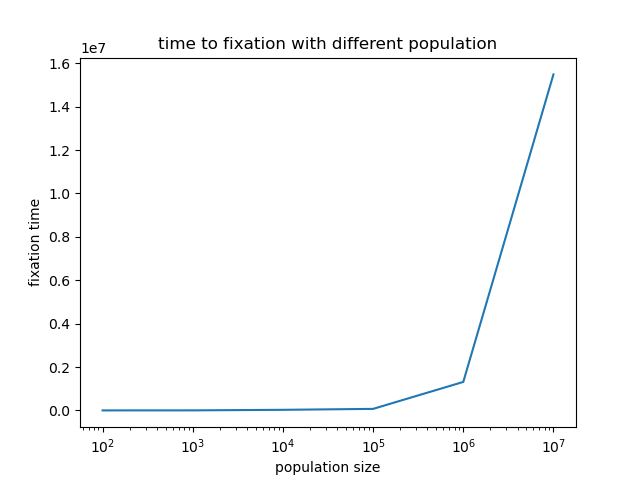 time to fixation with different population
1e7
1.6
1.4
1.2
1.0
0.8
0.6
0.4
0.2
0.0
fixation time
10² 10³ 10⁴ 10⁵ 10⁶ 10⁷
population size